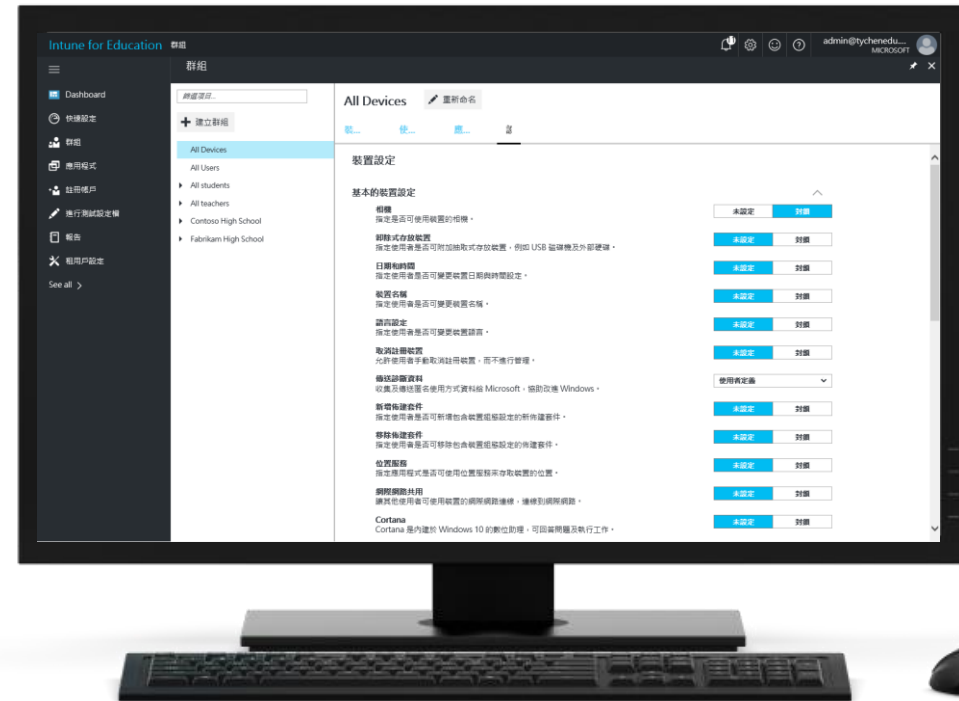 Intune for Education 群組
admin@tychenedu....
MICROSOFT
群組
Dashboard
快速設定
群組
應用程式
註冊帳戶
進行測試設定檔
報告
租用戶設定
See all >
篩選項目...
建立群組
All Devices
All Users
All students
All teachers
Contoso High School
Fabrikam High School
All Devices 重新命名
裝... 使... 應...
裝置設定
基本的裝置設定
相機 未設定 封鎖
指定是否可使用裝置的相機。
卸除式存放裝置 未設定 封鎖
指定使用者是否可附加抽取式存放裝置，例如 USB 磁碟機及外部硬碟。
日期和時間 未設定 封鎖
指定使用者是否可變更裝置日期與時間設定。
裝置名稱 未設定 封鎖
指定使用者是否可變更裝置名稱。
語言設定 未設定 封鎖
指定使用者是否可變更裝置語言。
取消註冊裝置 未設定 封鎖
允許使用者手動取消註冊裝置，而不進行管理。
傳送診斷資料 使用者定義
收集及傳送匿名使用方式資料給 Microsoft，協助改進 Windows。
新增佈建套件 未設定 封鎖
指定使用者是否可新增包含裝置組態設定的新佈建套件。
移除佈建套件 未設定 封鎖
指定使用者是否可移除包含裝置組態設定的佈建套件。
位置服務 未設定 封鎖
指定應用程式是否可使用位置服務來存取裝置的位置。
網際網路共用 未設定 封鎖
讓其他使用者可使用裝置的網際網路連線，連線到網際網路。
Cortana 未設定 封鎖
Cortana 是內建於 Windows 10 的數位助理，可回答問題及執行工作。